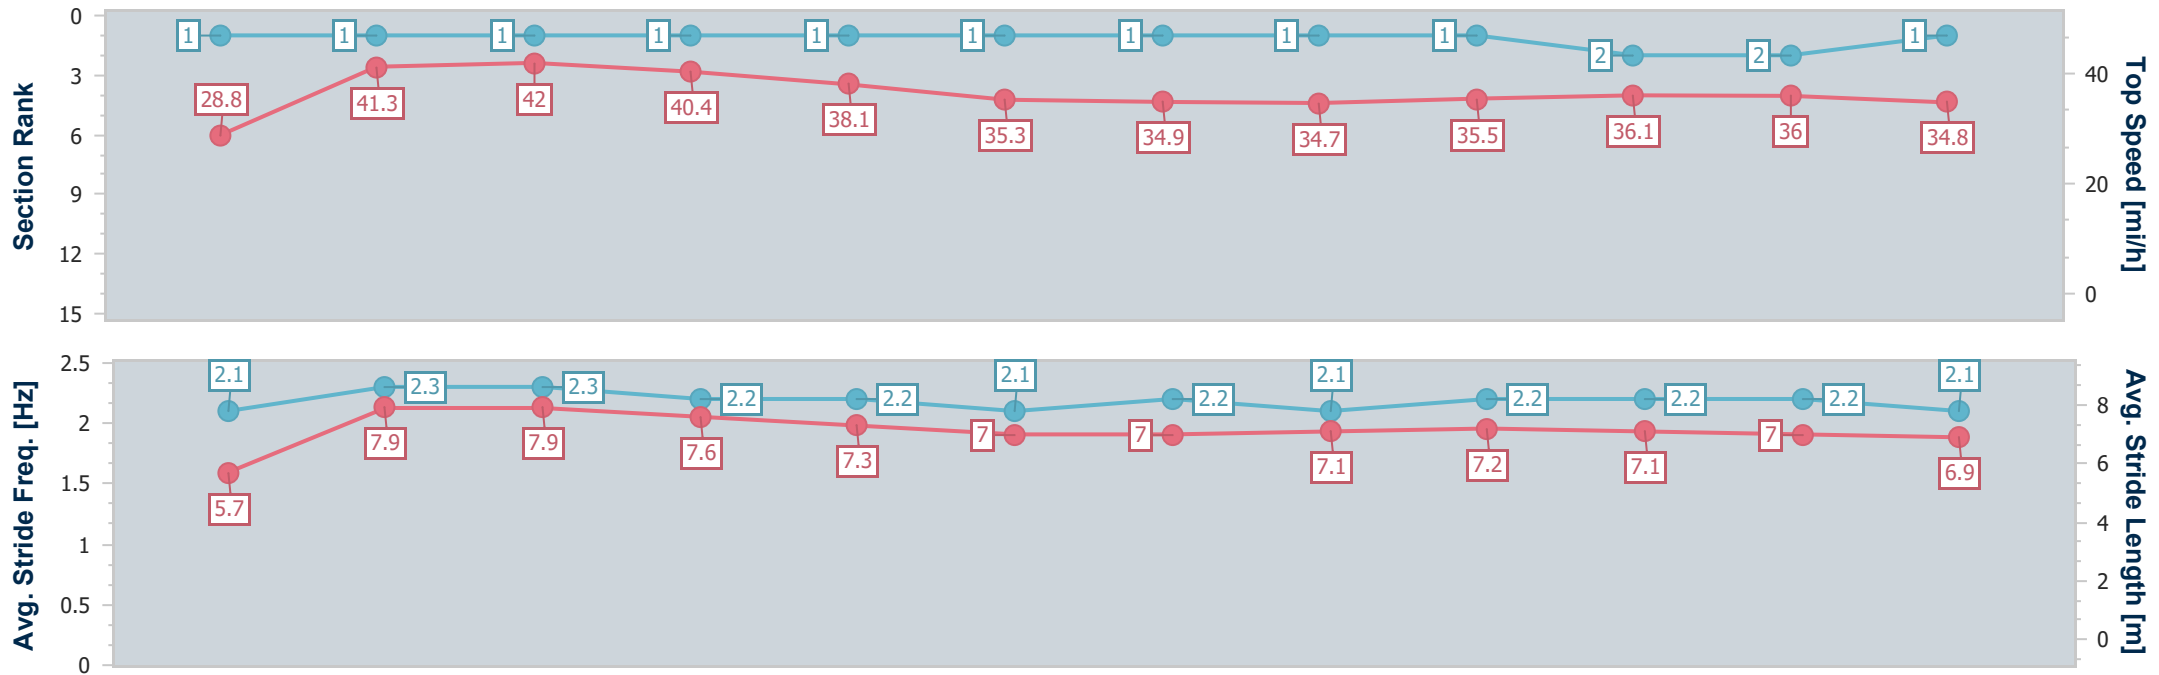 Section Rank
0
3
6
9
12
15
1 1 1 1 1 1 1 1 1 2 2 1
28.8 41.3 42 40.4 38.1 35.3 34.9 34.7 35.5 36.1 36 34.8
40
20
0
Top Speed [mi/h]
Avg. Stride Freq. [Hz]
2.5
2
1.5
1
0.5
0
2.1 2.3 2.3 2.2 2.2 2.1 2.2 2.1 2.2 2.2 2.2 2.1
5.7 7.9 7.9 7.6 7.3 7 7 7.1 7.2 7.1 7 6.9
8
6
4
2
0
Avg. Stride Length [m]